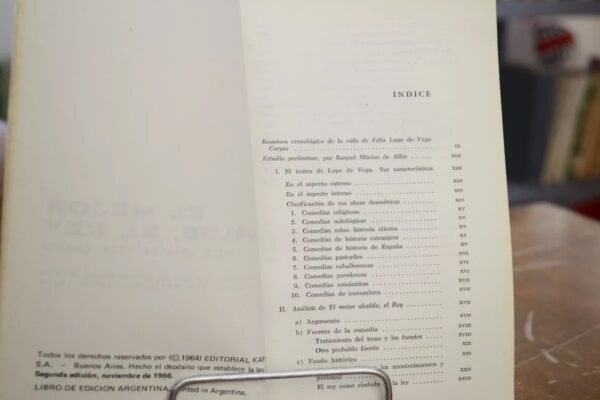 Todos los derechos reservados por (©, 1964) EDITORIAL
S.A. — Buenos Aires. Hecho el depósito que establece la ley
Segunda edición, noviembre de 1966.
LIBRO DE EDICION ARGENTINA. Printed in Argentina,
INDICE
Resumen cronológico de la vida de Félix Lope de Vega
Carpio IX
Estudio preliminar, por Raquel Minian de Alfie XIII
I. El teatro de Lope de Vega. Sus características XIII
En el aspecto externo XIII
En el aspecto interno XIV
Clasificación de sus obras dramáticas XIV
1. Comedias religiosas XV
2. Comedias mitológicas XV
3. Comedias sobre historia clásica XV
4. Comedias de historia extranjera XV
5. Comedias de historia de España XV
6. Comedias pastoriles XVI
7. Comedias caballerescas XVI
8. Comedias novelescas XVI
9. Comedias románticas XVII
10. Comedias de costumbres XVII
II. Análisis de El mejor alcalde, el Rey XVII
a) Argumento XVII
b) Fuentes de la comedia XVIII
Tratamiento del tema y las fuentes XVIII
Otra probable fuente XIX
c) Fondo histórico XXI
los acontecimientos y
personas XXII
El rey como símbolo la ley XXIII